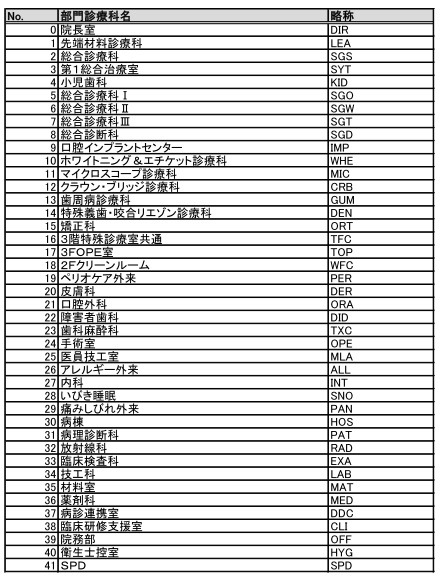 No. 部門診療科名 略称
0 院長室 DIR
1 先端材料診療科 LEA
2 総合診療科 SGS
3 第1総合治療室 SYT
4 小児歯科 KID
5 総合診療科Ⅰ SGO
6 総合診療科Ⅱ SGW
7 総合診療科Ⅲ SGT
8 総合診断科 SGD
9 口腔インプラントセンター IMP
10 ホワイトニング&エチケット診療科 WHE
11 マイクロスコープ診療科 MIC
12 クラウン・ブリッジ診療科 CRB
13 歯周病診療科 GUM
14 特殊義歯・咬合リエゾン診療科 DEN
15 矯正科 ORT
16 3階特殊診療室共通 TFC
17 3FOPE室 TOP
18 2Fクリーンルーム WFC
19 ペリオケア外来 PER
20 皮膚科 DER
21 口腔外科 ORA
22 障害者歯科 DID
23 歯科麻酔科 TXC
24 手術室 OPE
25 医員技工室 MLA
26 アレルギー外来 ALL
27 内科 INT
28 いびき睡眠 SNO
29 痛みしびれ外来 PAN
30 病棟 HOS
31 病理診断科 PAT
32 放射線科 RAD
33 臨床検査科 EXA
34 技工科 LAB
35 材料室 MAT
36 薬剤科 MED
37 病診連携室 DDC
38 臨床研修支援室 CLI
39 院務部 OFF
40 衛生士控室 HYG
41 SPD SPD